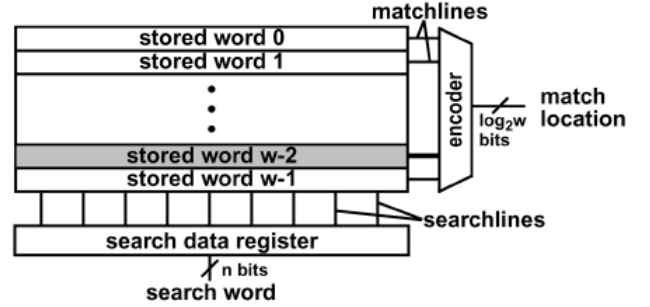 matchlines
stored word 0
stored word 1
stored word w-2
stored word w-1
encoder
log₂w
bits
match
location
searchlines
search data register
n bits
search word